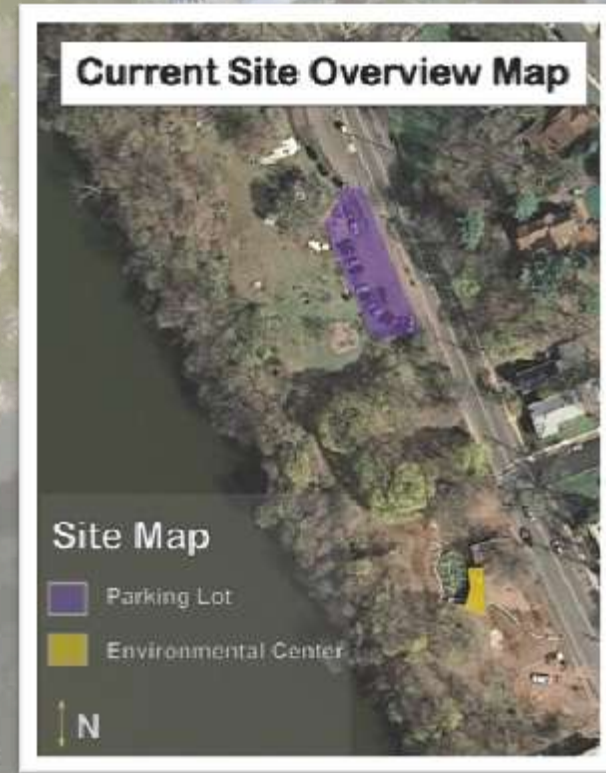 Current Site Overview Map
Site Map
Parking Lot
Environmental Center
N